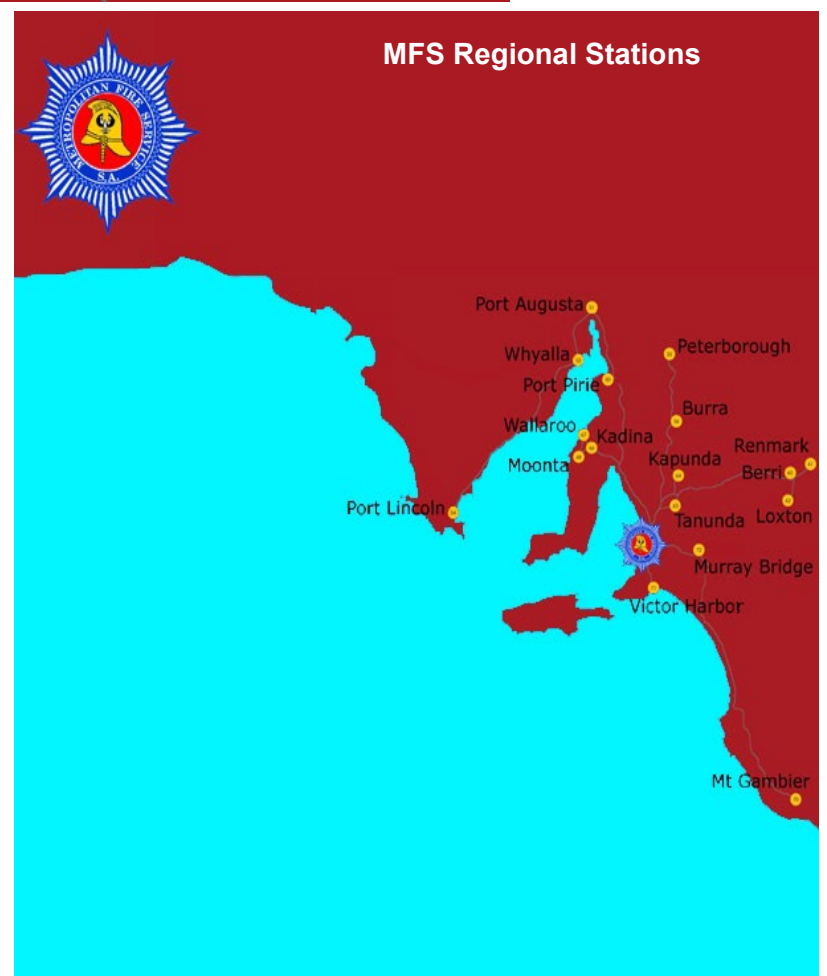 MFS Regional Stations
METROPOLITAN FIRE SERVICE
S.A.
Port Augusta
Whyalla
Peterborough
Port Pirie
Burra
Wallaroo
Kadina
Renmark
Moonta
Kapunda
Berri
Port Lincoln
Tanunda
Loxton
Murray Bridge
Victor Harbor
Mt Gambier